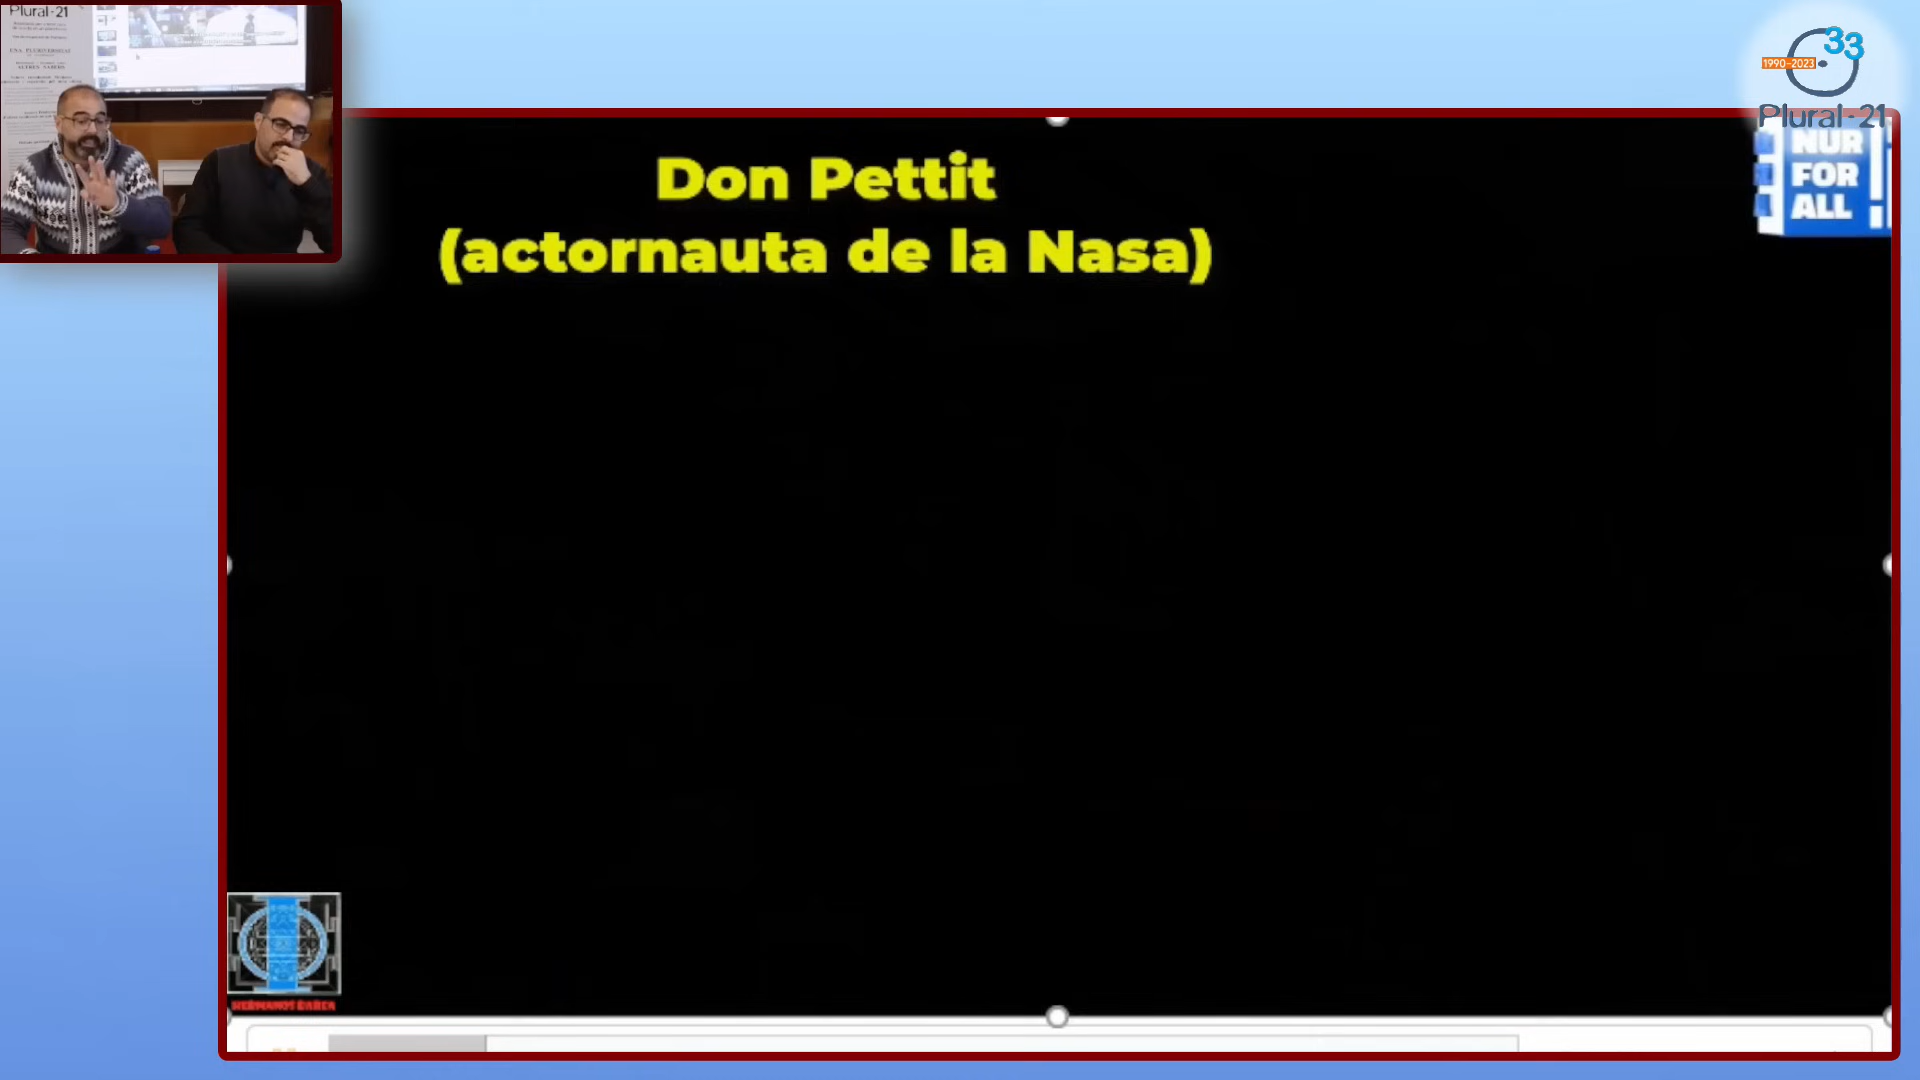 Plural-21
33
1990-2023
Plural-21
NUR
FOR
ALL
Don Pettit
(actornauta de la Nasa)